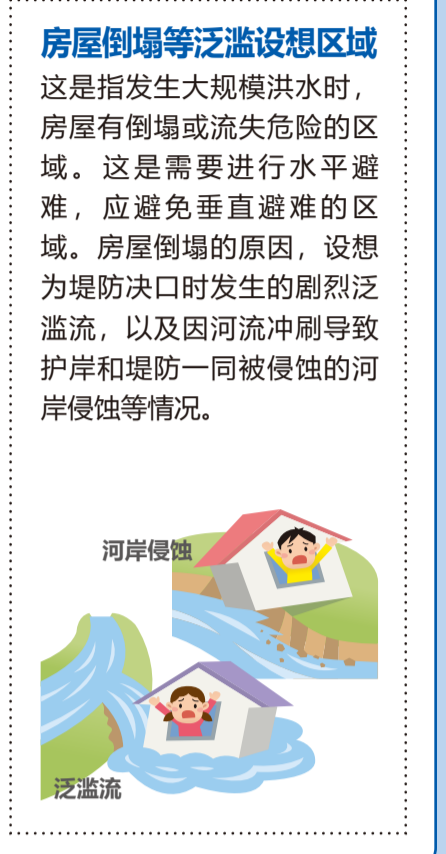 房屋倒塌等泛滥设想区域
这是指发生大规模洪水时，
房屋有倒塌或流失危险的区
域。这是需要进行水平避
难，应避免垂直避难的区
域。房屋倒塌的原因，设想
为堤防决口时发生的剧烈泛
滥流，以及因河流冲刷导致
护岸和堤防一同被侵蚀的河
岸侵蚀等情况。
河岸侵蚀
泛滥流